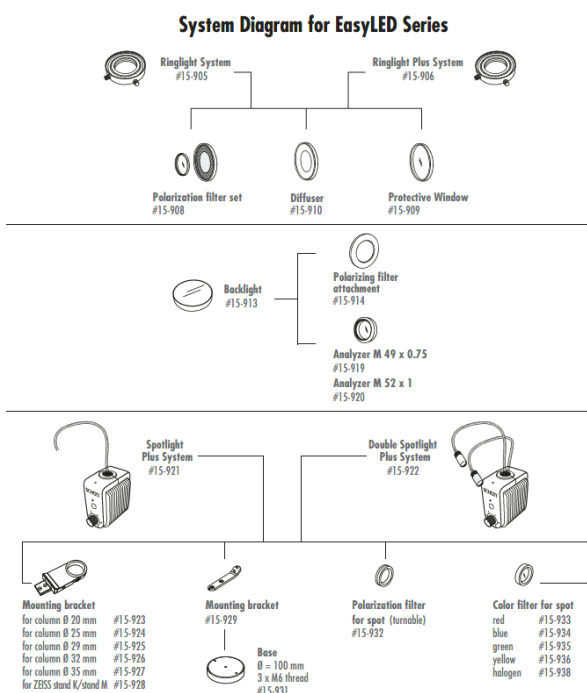 System Diagram for EasyLED Series
Ringlight System
#15-905
Ringlight Plus System
#15-906
Polarization filter set
#15-908
Diffuser
#15-910
Protective Window
#15-909
Backlight
#15-913
Polarizing filter
attachment
#15-914
Analyzer M 49 x 0.75
#15-919
Analyzer M 52 x 1
#15-920
Spotlight
Plus System
#15-921
Double Spotlight
Plus System
#15-922
SCHOTT
SCHOTT
Mounting bracket
for column Ø 20 mm #15-923
for column Ø 25 mm #15-924
for column Ø 29 mm #15-925
for column Ø 32 mm #15-926
for column Ø 35 mm #15-927
for ZEISS stand K/stand M #15-928
Mounting bracket
#15-929
Base
Ø = 100 mm
3 x M6 thread
#15-931
Polarization filter
for spot (turnable)
#15-932
Color filter for spot
red #15-933
blue #15-934
green #15-935
yellow #15-936
halogen #15-938